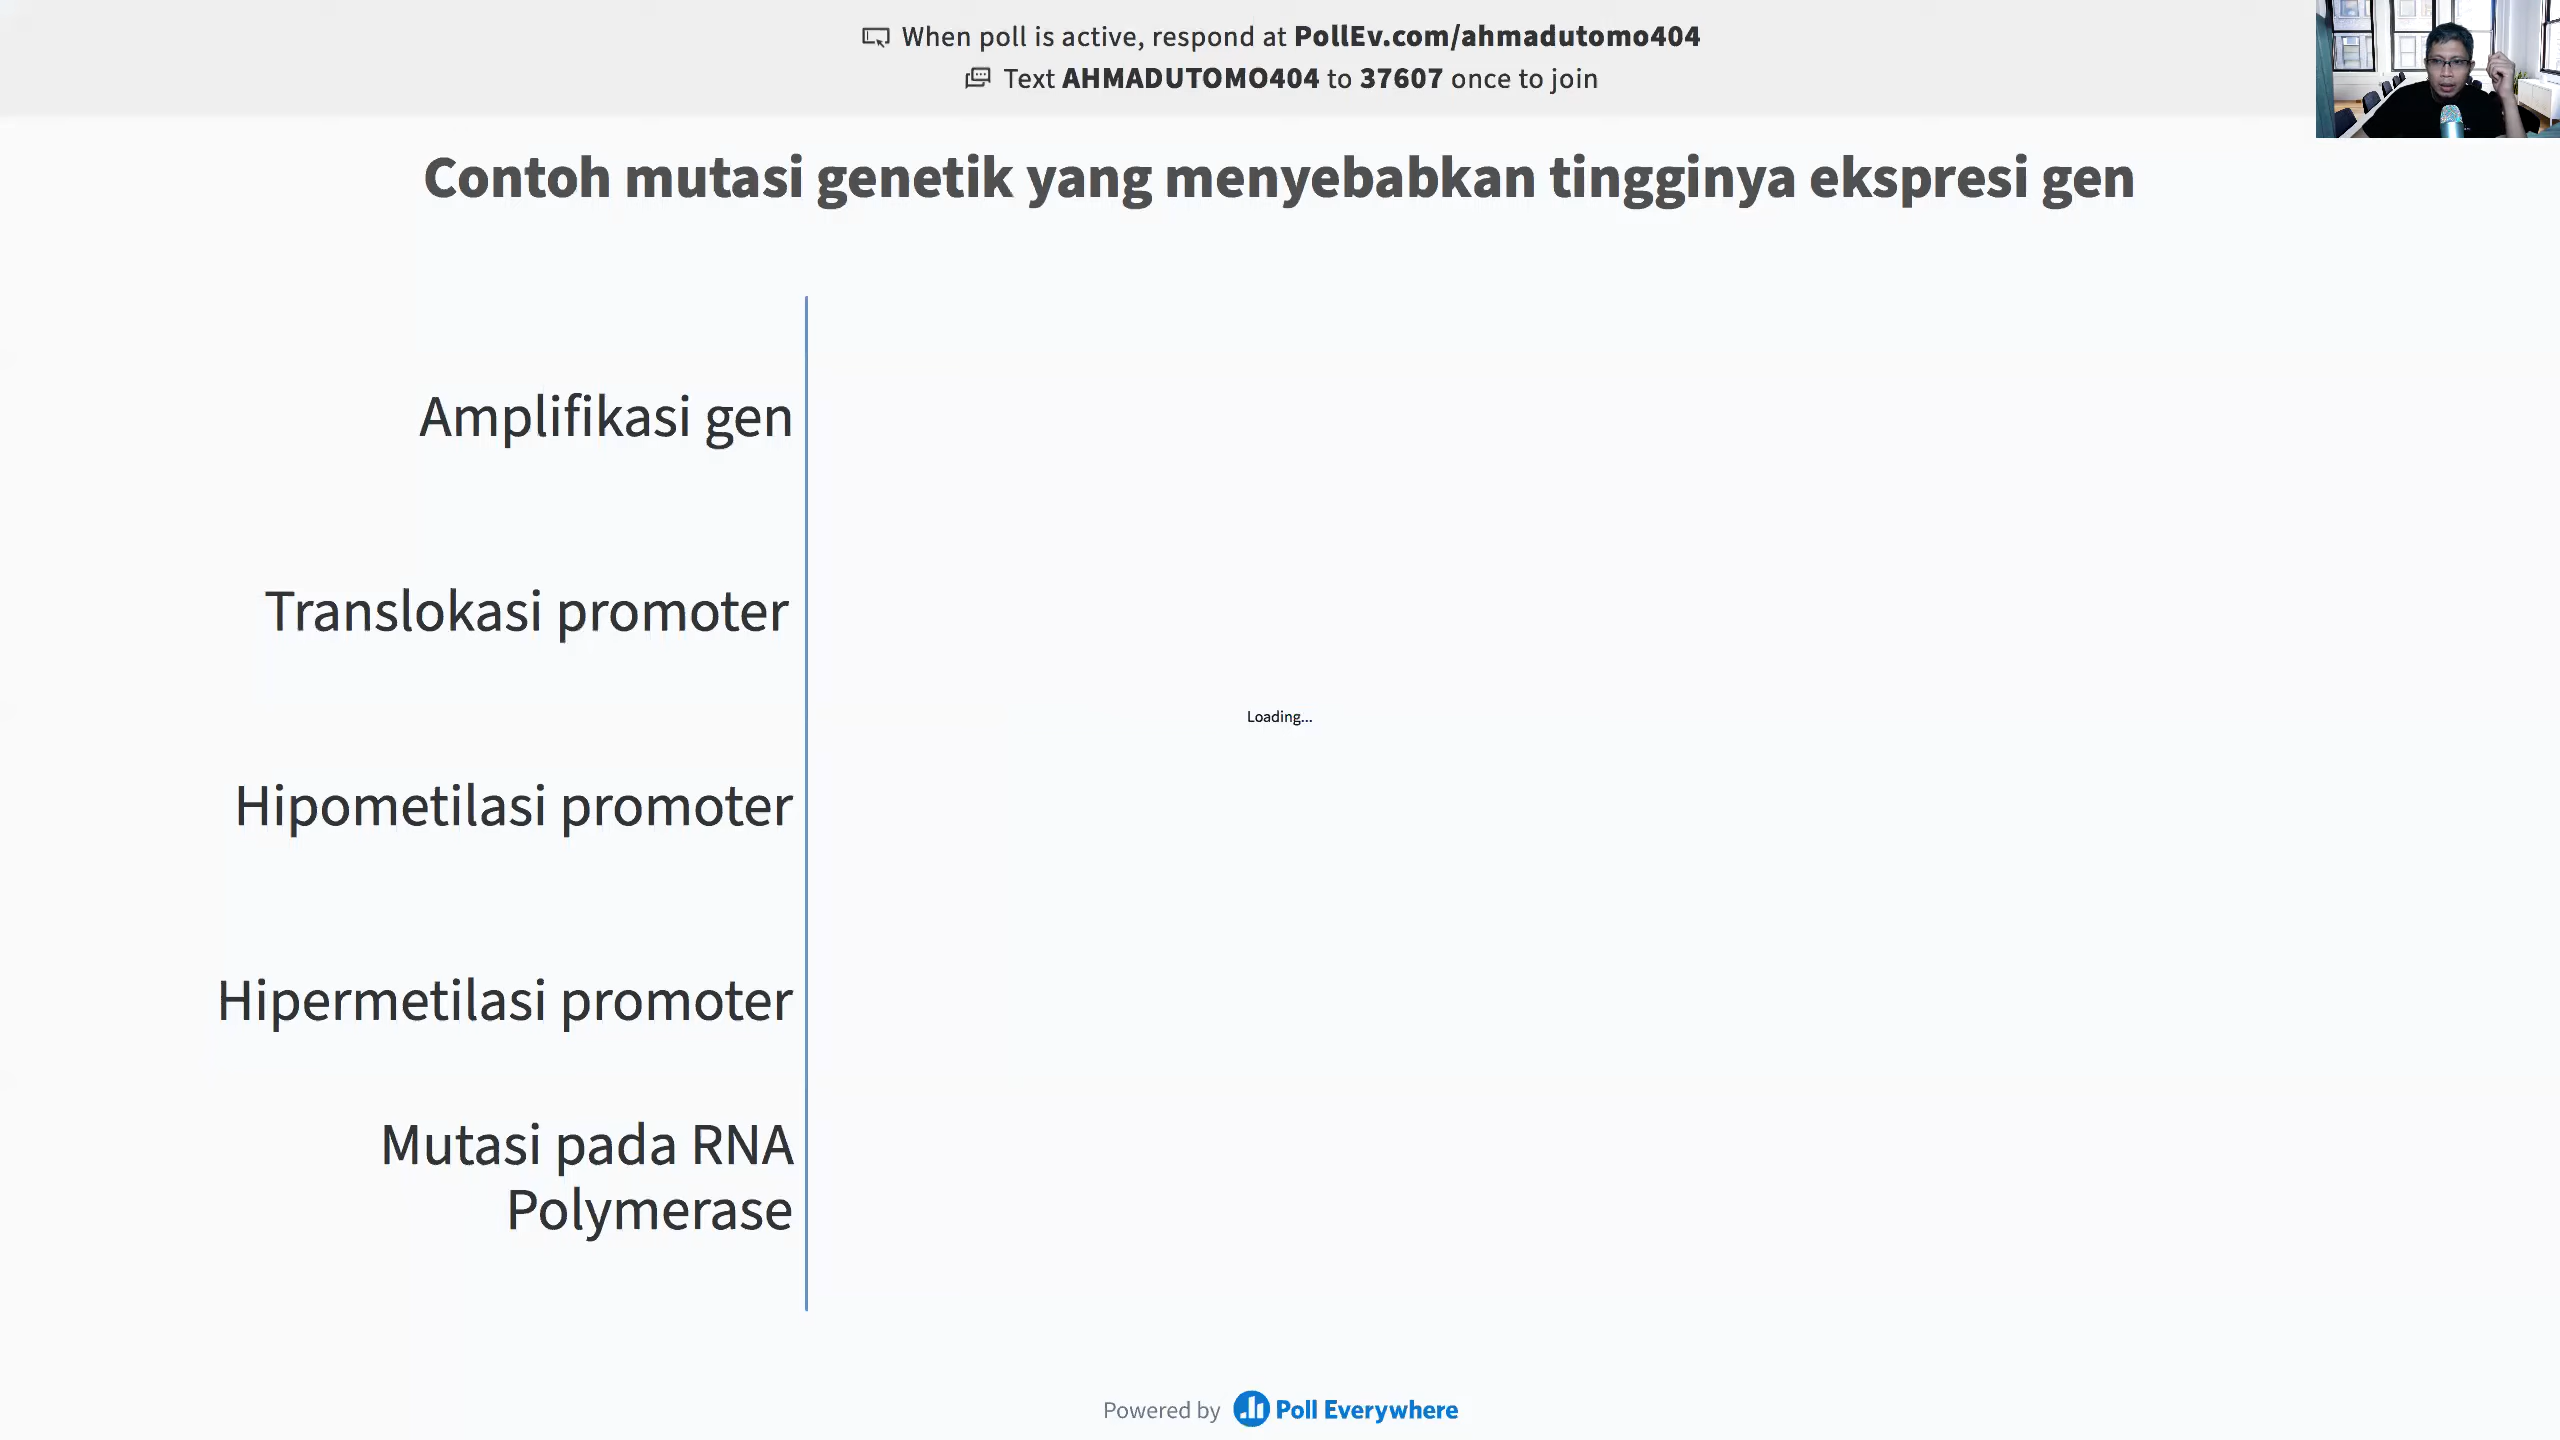 When poll is active, respond at PollEv.com/ahmadutomo404
Text AHMADUTOMO404 to 37607 once to join
Contoh mutasi genetik yang menyebabkan tingginya ekspresi gen
Amplifikasi gen
Translokasi promoter
Loading...
Hipometilasi promoter
Hipermetilasi promoter
Mutasi pada RNA
Polymerase
Powered by Poll Everywhere